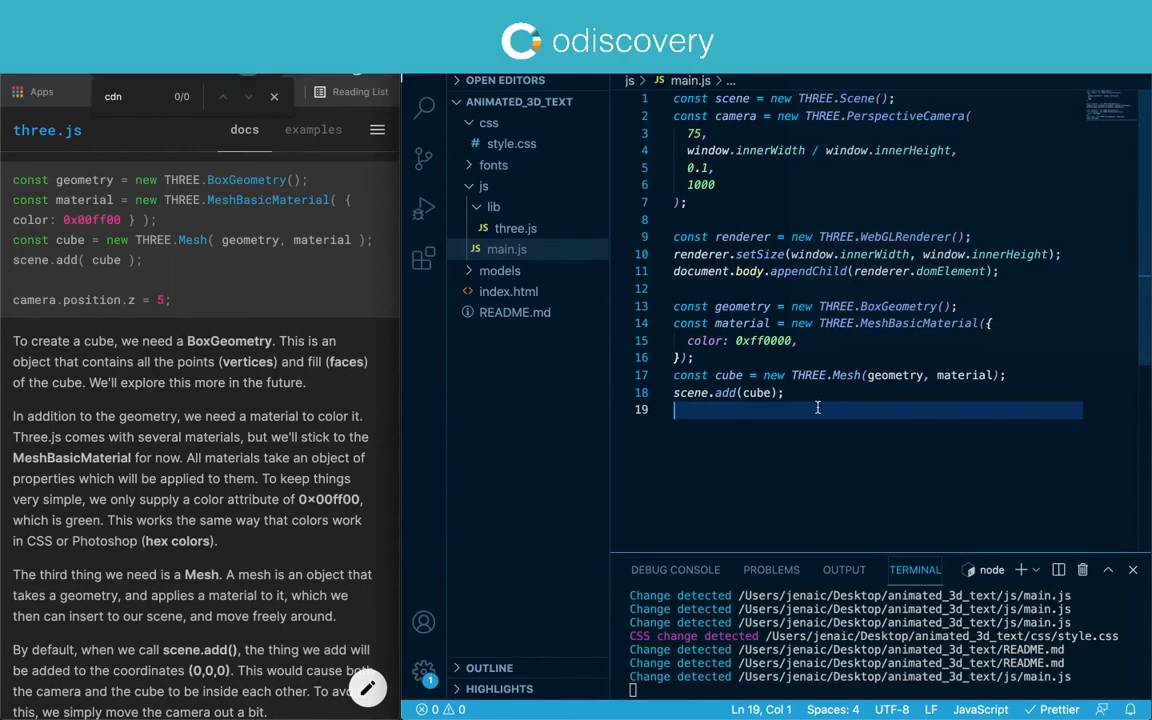 odiscovery
Apps
cdn
0/0
Reading List
three.js
docs
examples
const geometry = new THREE.BoxGeometry();
const material = new THREE.MeshBasicMaterial( {
color: 0x00ff00 } );
const cube = new THREE.Mesh( geometry, material );
scene.add( cube );
camera.position.z = 5;
To create a cube, we need a BoxGeometry. This is an
object that contains all the points (vertices) and fill (faces)
of the cube. We'll explore this more in the future.
In addition to the geometry, we need a material to color it.
Three.js comes with several materials, but we'll stick to the
MeshBasicMaterial for now. All materials take an object of
properties which will be applied to them. To keep things
very simple, we only supply a color attribute of 0x00ff00,
which is green. This works the same way that colors work
in CSS or Photoshop (hex colors).
The third thing we need is a Mesh. A mesh is an object that
takes a geometry, and applies a material to it, which we
then can insert to our scene, and move freely around.
By default, when we call scene.add(), the thing we add will
be added to the coordinates (0,0,0). This would cause both
the camera and the cube to be inside each other. To avoid
this, we simply move the camera out a bit.
OPEN EDITORS
ANIMATED_3D_TEXT
css
style.css
fonts
js
lib
JS three.js
JS main.js
models
<> index.html
README.md
OUTLINE
HIGHLIGHTS
1
js > JS main.js > ...
1 const scene = new THREE.Scene();
2 const camera = new THREE.PerspectiveCamera(
3 75,
4 window.innerWidth / window.innerHeight,
5 0.1,
6 1000
7 );
8
9 const renderer = new THREE.WebGLRenderer();
10 renderer.setSize(window.innerWidth, window.innerHeight);
11 document.body.appendChild(renderer.domElement);
12
13 const geometry = new THREE.BoxGeometry();
14 const material = new THREE.MeshBasicMaterial({
15 color: 0xff0000,
16 });
17 const cube = new THREE.Mesh(geometry, material);
18 scene.add(cube);
19
DEBUG CONSOLE PROBLEMS OUTPUT TERMINAL node
Change detected /Users/jenaic/Desktop/animated_3d_text/js/main.js
Change detected /Users/jenaic/Desktop/animated_3d_text/js/main.js
Change detected /Users/jenaic/Desktop/animated_3d_text/js/main.js
CSS change detected /Users/jenaic/Desktop/animated_3d_text/css/style.css
Change detected /Users/jenaic/Desktop/animated_3d_text/README.md
Change detected /Users/jenaic/Desktop/animated_3d_text/README.md
Change detected /Users/jenaic/Desktop/animated_3d_text/js/main.js
0 0 Ln 19, Col 1 Spaces: 4 UTF-8 LF JavaScript Prettier